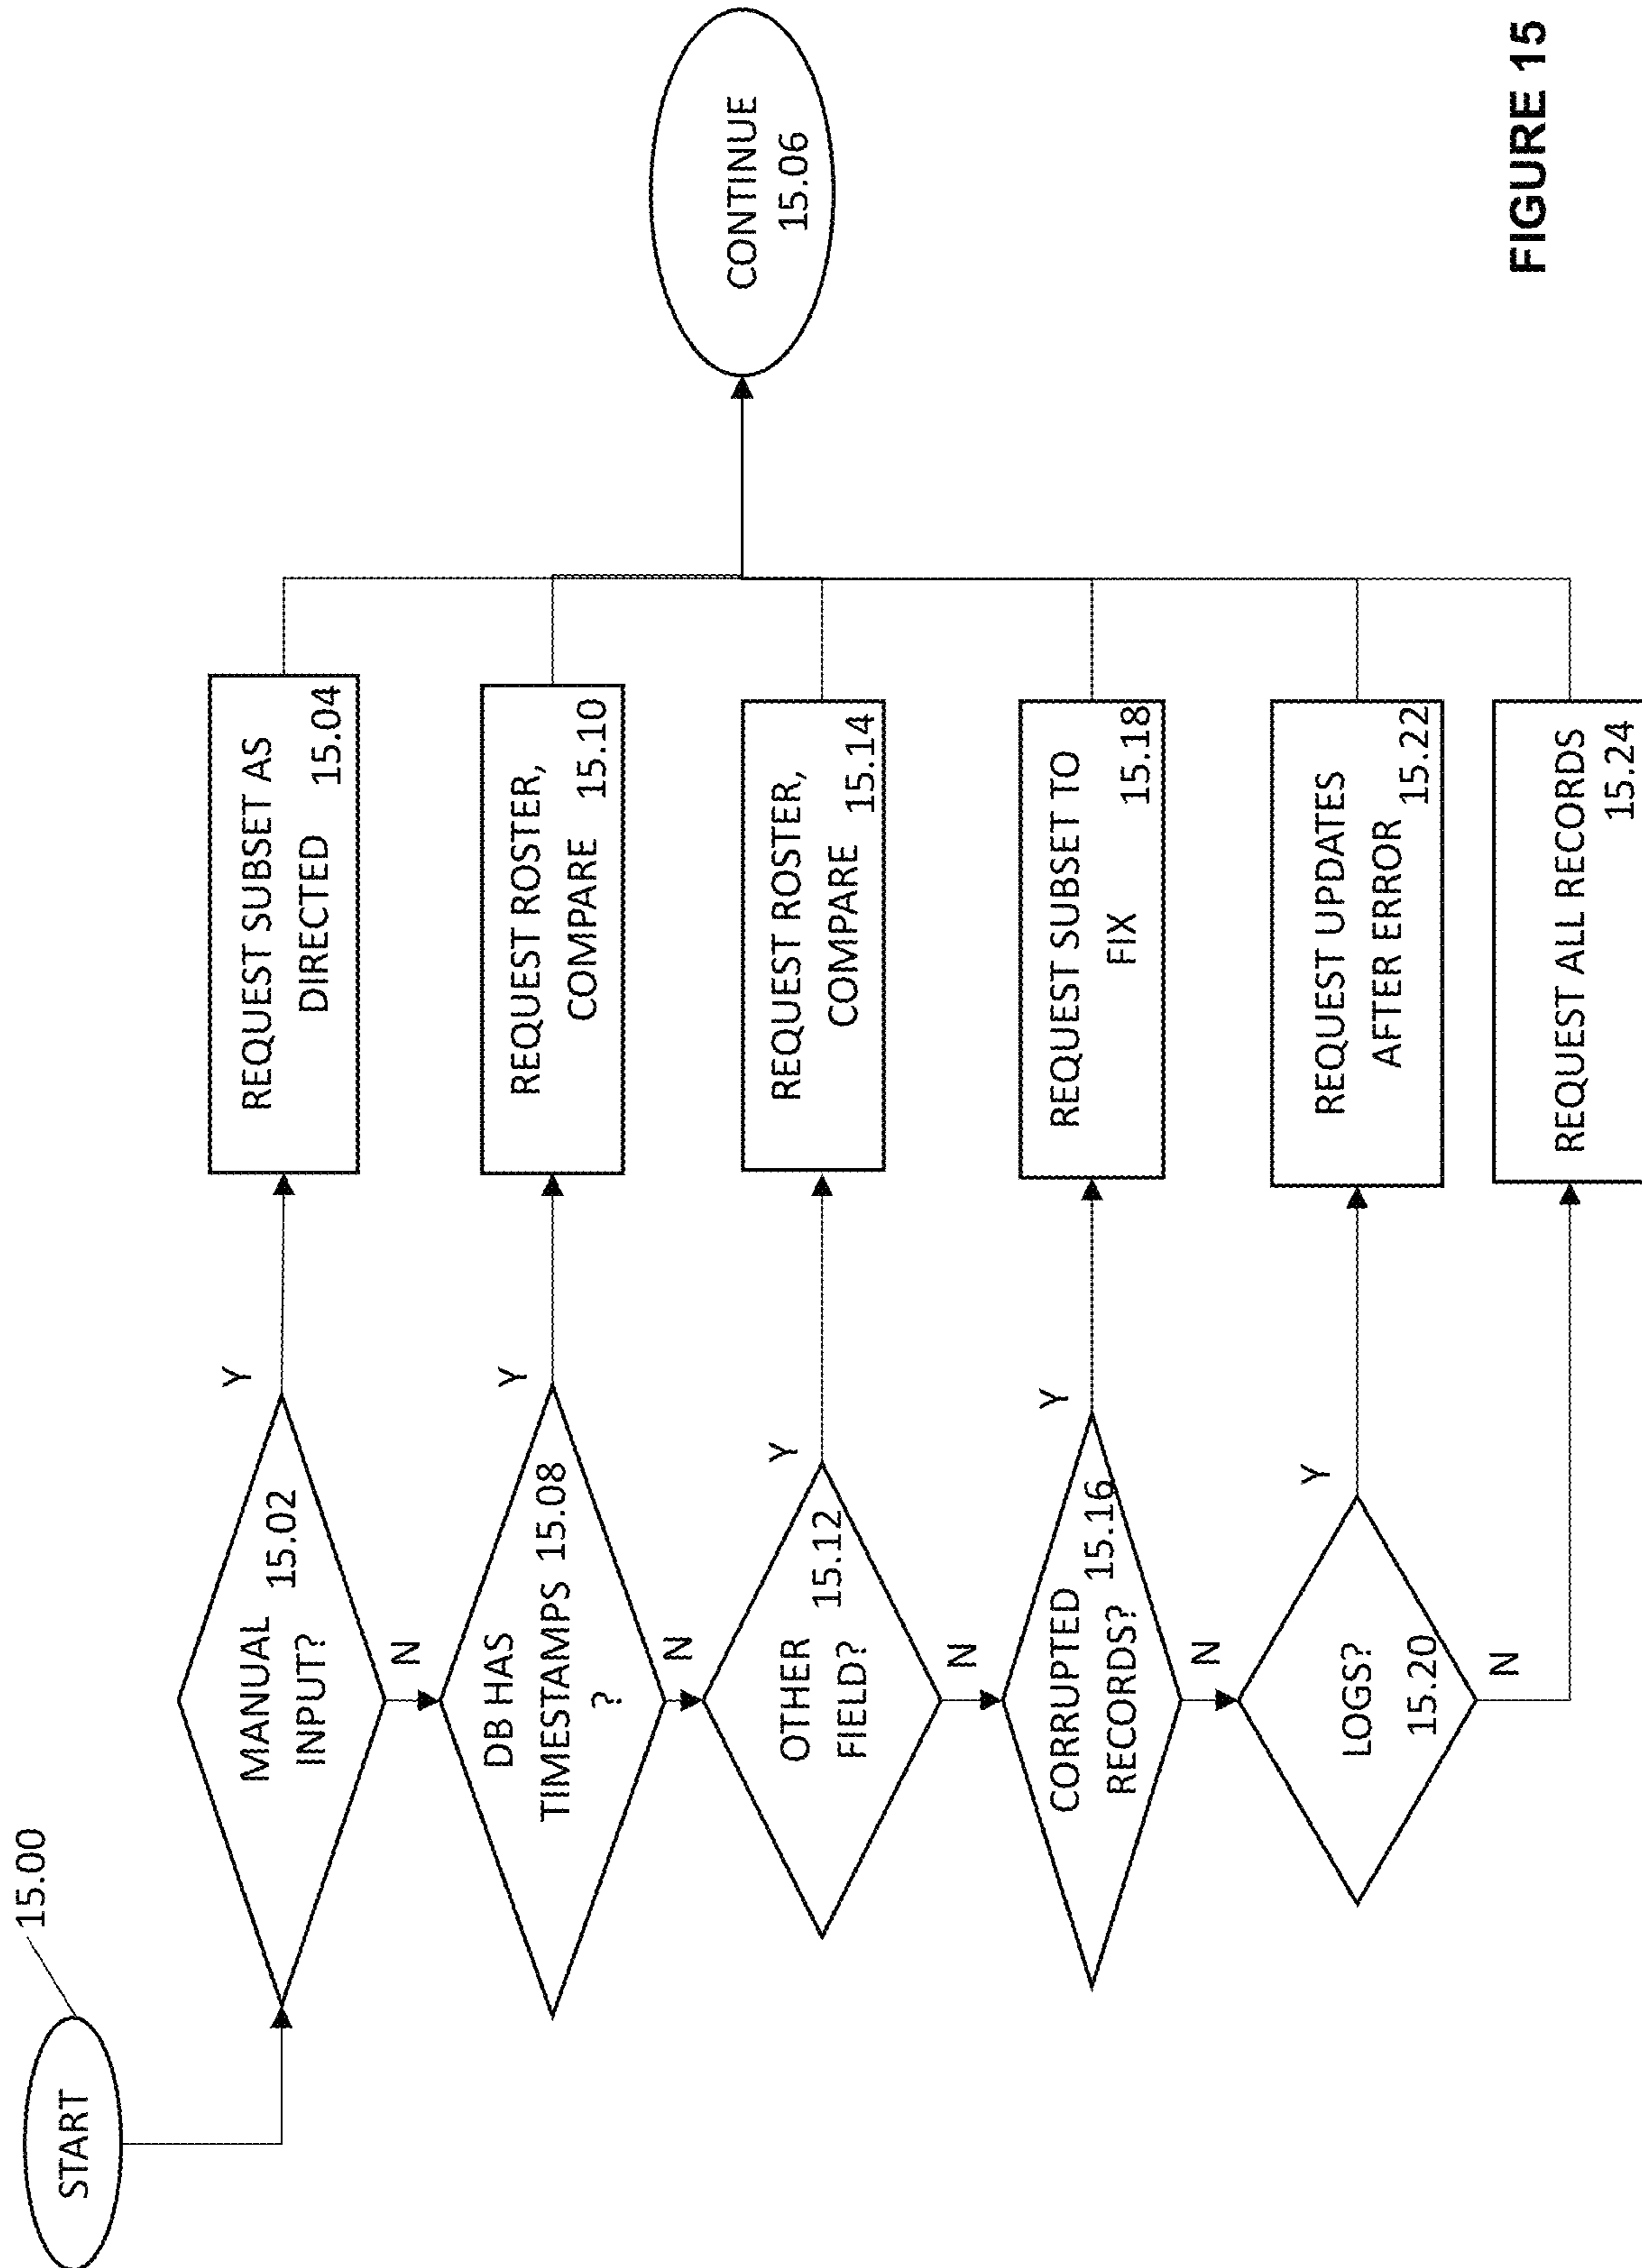 15.00
START
MANUAL
INPUT? 15.02
Y
REQUEST SUBSET AS
DIRECTED 15.04
N
DB HAS
TIMESTAMPS 15.08
?
Y
REQUEST ROSTER,
COMPARE 15.10
N
OTHER
FIELD? 15.12
Y
REQUEST ROSTER,
COMPARE 15.14
N
CORRUPTED
RECORDS? 15.16
Y
REQUEST SUBSET TO
FIX 15.18
N
LOGS?
15.20
Y
REQUEST UPDATES
AFTER ERROR 15.22
N
REQUEST ALL RECORDS
15.24
CONTINUE
15.06
FIGURE 15